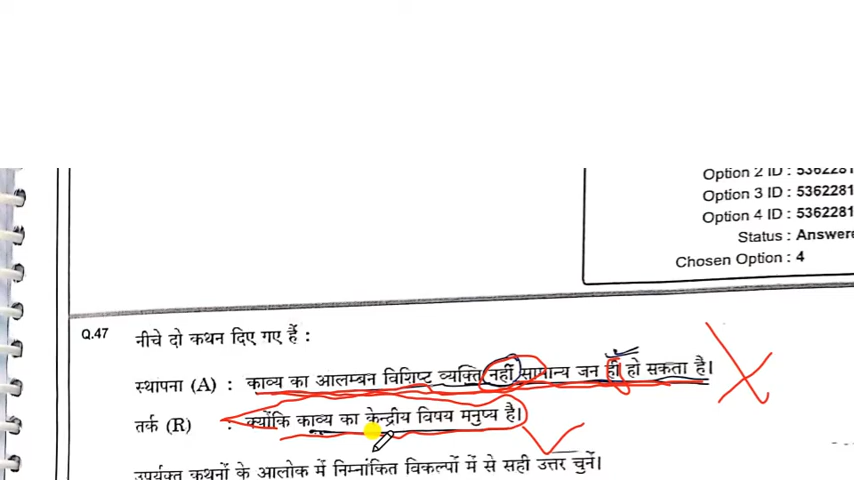 Option 2 ID : 5362281
Option 3 ID : 5362281
Option 4 ID : 5362281
Status : Answere
Chosen Option : 4
Q.47 नीचे दो कथन दिए गए हैं :
स्थापना (A) : काव्य का आलम्बन विशिष्ट व्यक्ति नहीं सामान्य जन ही हो सकता है।
तर्क (R) : क्योंकि काव्य का केन्द्रीय विषय मनुष्य है।
उपर्युक्त कथनों के आलोक में निम्नांकित विकल्पों में से सही उत्तर चुनें।